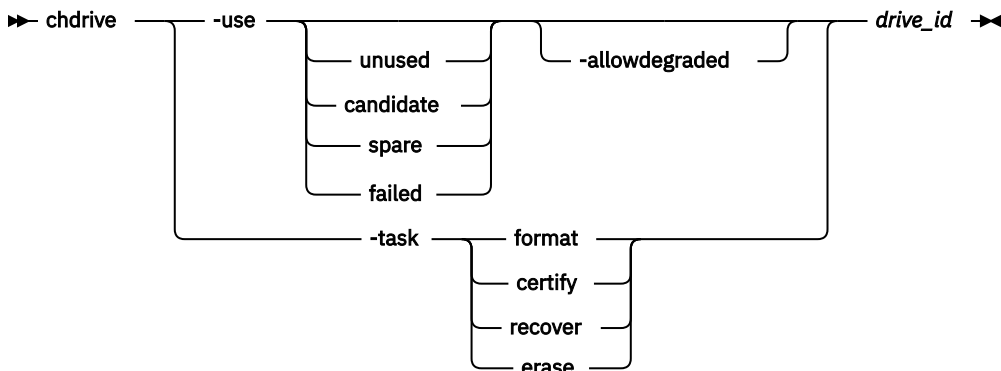 chdrive -use drive_id
unused -allowdegraded
candidate
spare
failed
-task format
certify
recover
erase